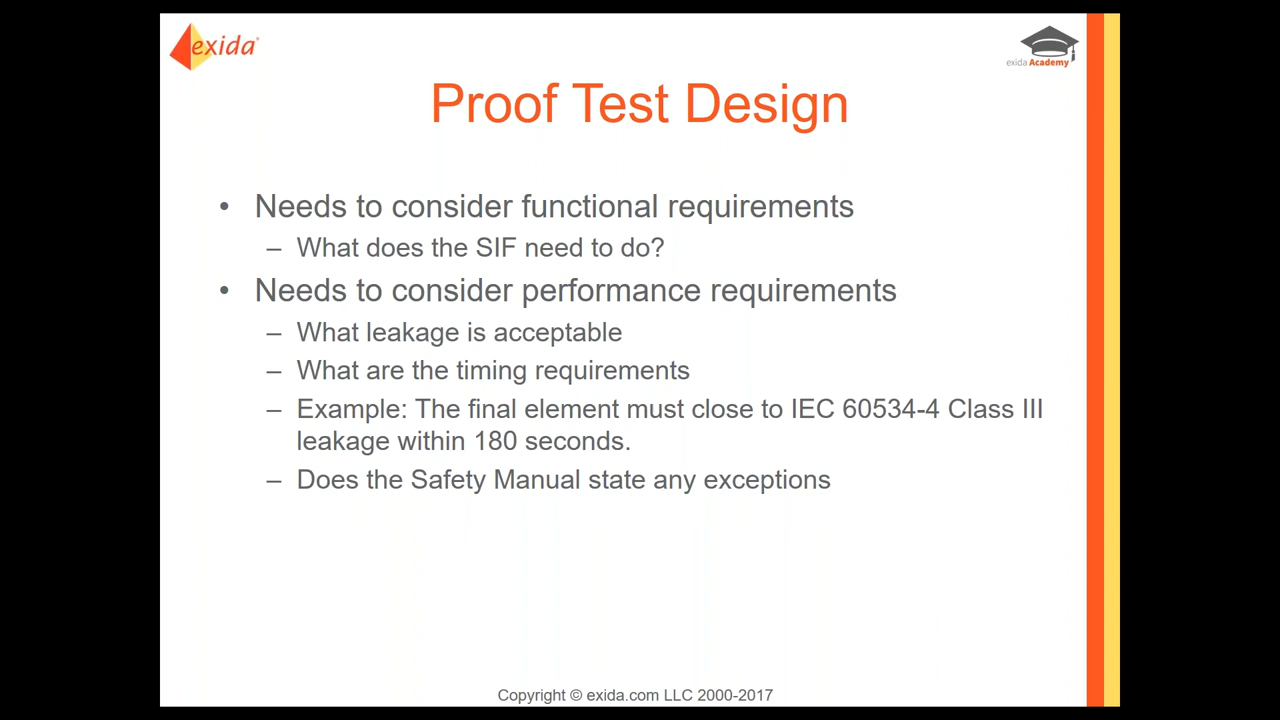 exida
exida Academy
Proof Test Design
• Needs to consider functional requirements
– What does the SIF need to do?
• Needs to consider performance requirements
– What leakage is acceptable
– What are the timing requirements
– Example: The final element must close to IEC 60534-4 Class III
leakage within 180 seconds.
– Does the Safety Manual state any exceptions
Copyright © exida.com LLC 2000-2017